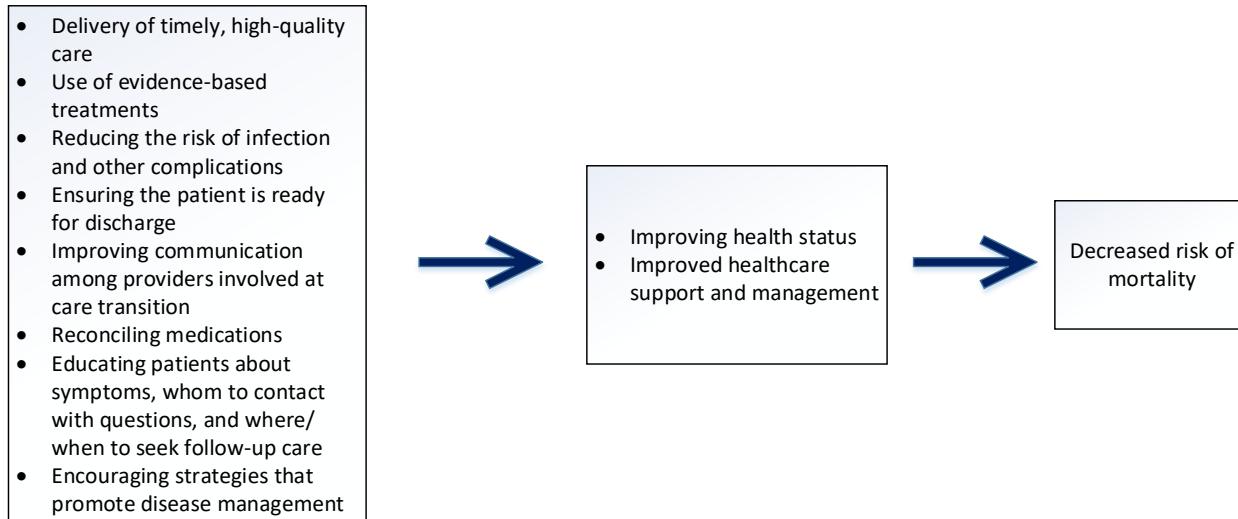 • Delivery of timely, high-quality
care
• Use of evidence-based
treatments
• Reducing the risk of infection
and other complications
• Ensuring the patient is ready
for discharge
• Improving communication
among providers involved at
care transition
• Reconciling medications
• Educating patients about
symptoms, whom to contact
with questions, and where/
when to seek follow-up care
• Encouraging strategies that
promote disease management
• Improving health status
• Improved healthcare
support and management
Decreased risk of
mortality